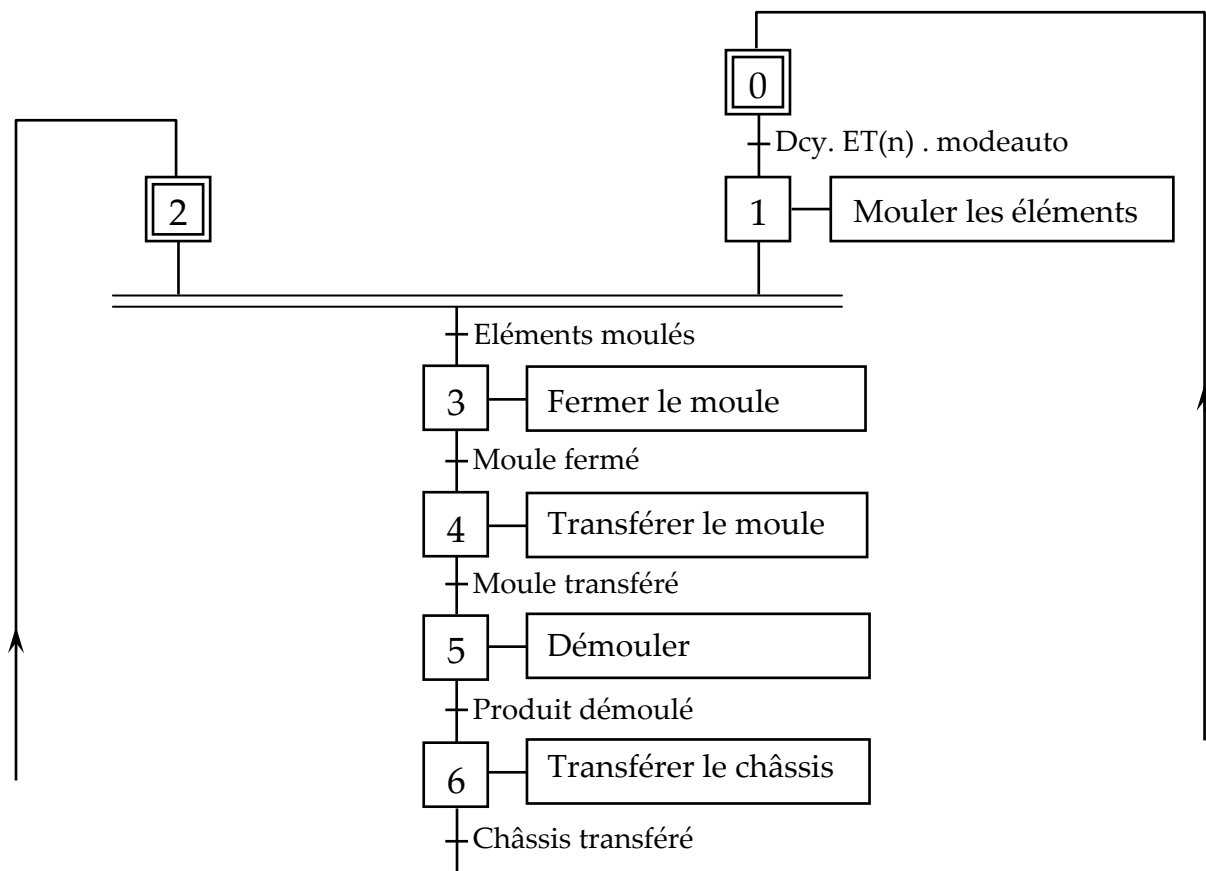 0
Dcy. ET(n) . modeauto
2
1
Mouler les éléments
Eléments moulés
3
Fermer le moule
Moule fermé
4
Transférer le moule
Moule transféré
5
Démouler
Produit démoulé
6
Transférer le châssis
Châssis transféré